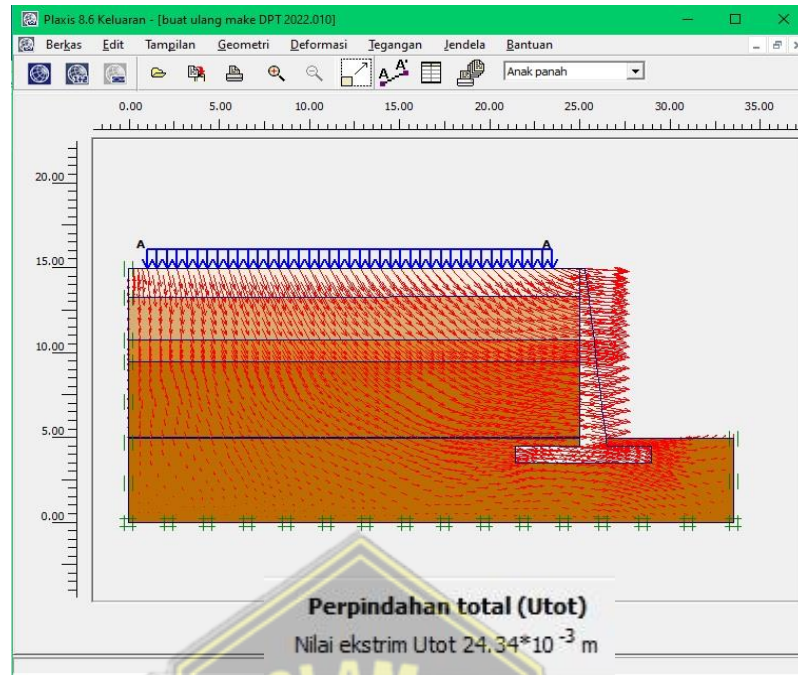 Plaxis 8.6 Keluaran - [buat ulang make DPT 2022.010]
Berkas Edit Tampilan Geometri Deformasi Tegangan Jendela Bantuan
Anak panah
0.00 5.00 10.00 15.00 20.00 25.00 30.00 35.00
20.00
A A
15.00
10.00
5.00
0.00
Perpindahan total (Utot)
Nilai ekstrim Utot 24.34*10 -3 m